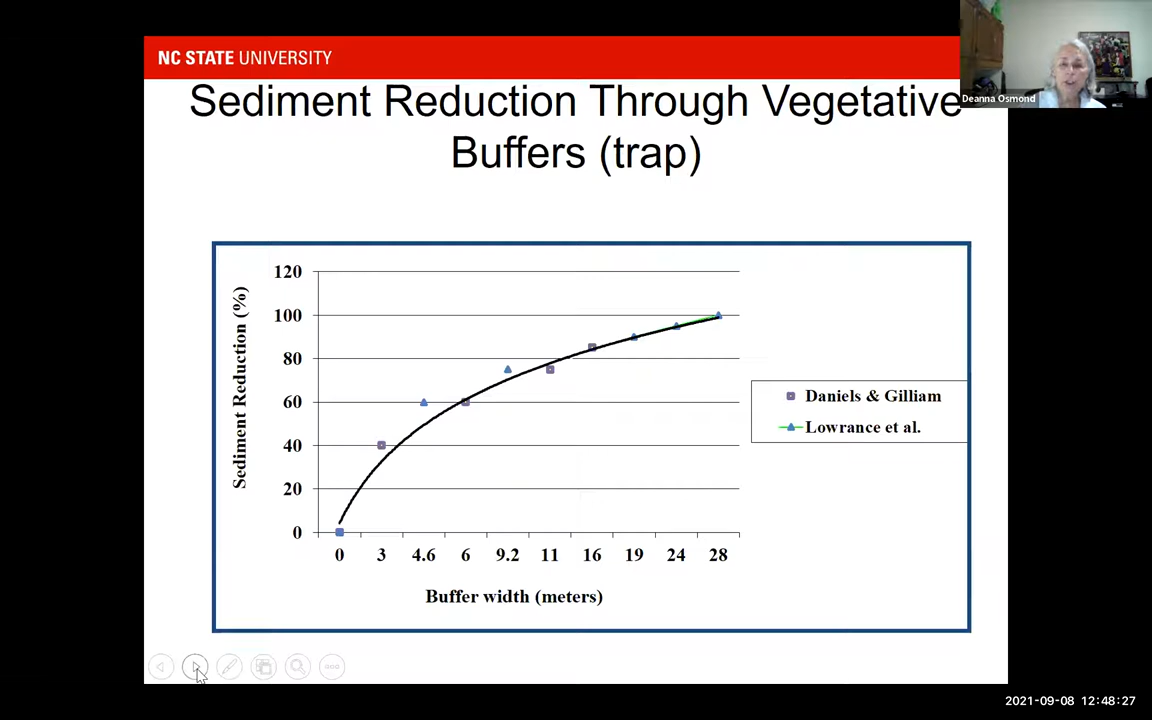 NC STATE UNIVERSITY
Deanna Osmond
Sediment Reduction Through Vegetative
Buffers (trap)
Sediment Reduction (%)
120
100
80
60
40
20
0
0 3 4.6 6 9.2 11 16 19 24 28
Buffer width (meters)
Daniels & Gilliam
Lowrance et al.
2021-09-08 12:48:27